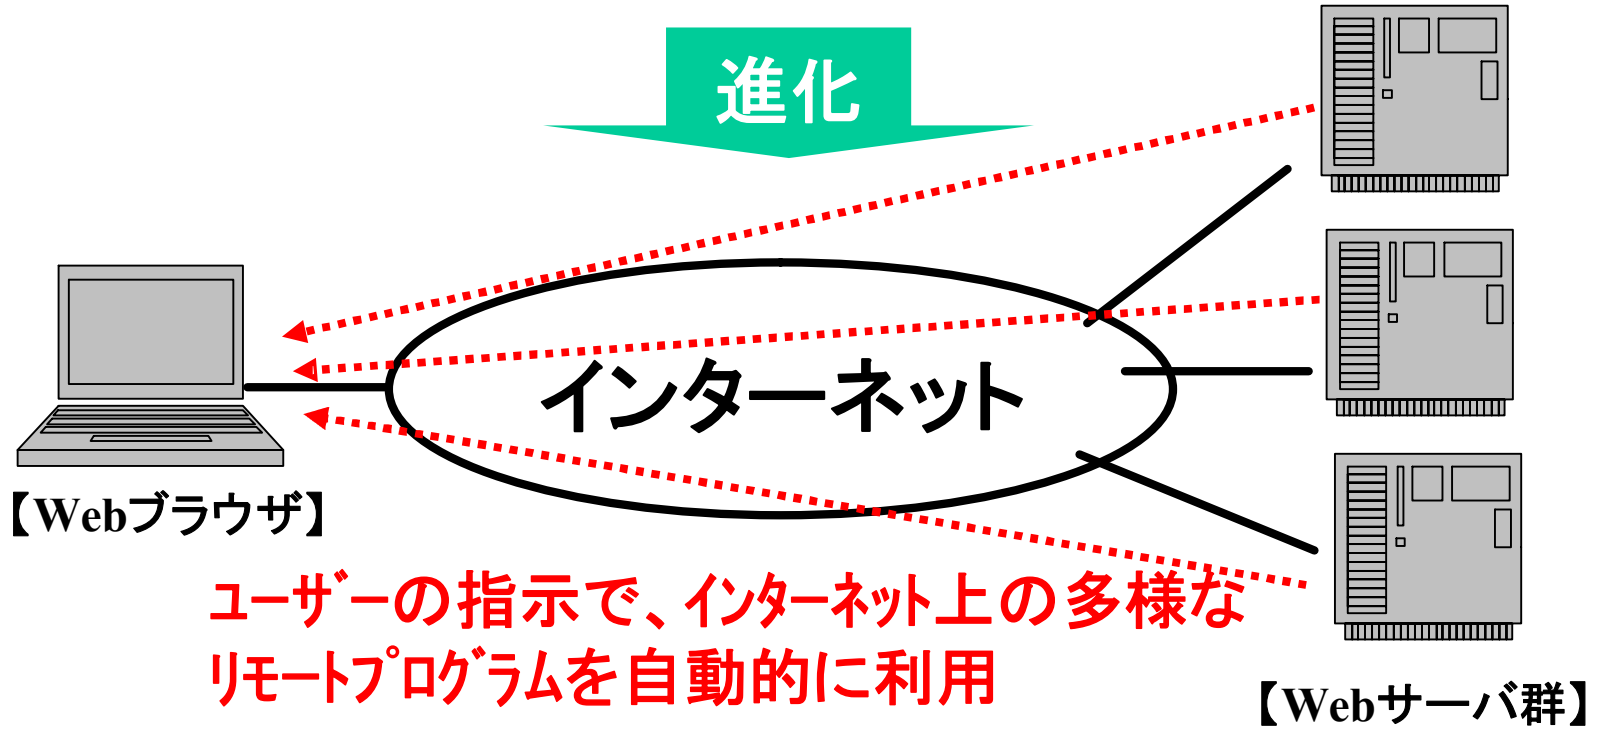 進化
インターネット
【Webブラウザ】
ユーザーの指示で、インターネット上の多様な
リモートプログラムを自動的に利用
【Webサーバ群】